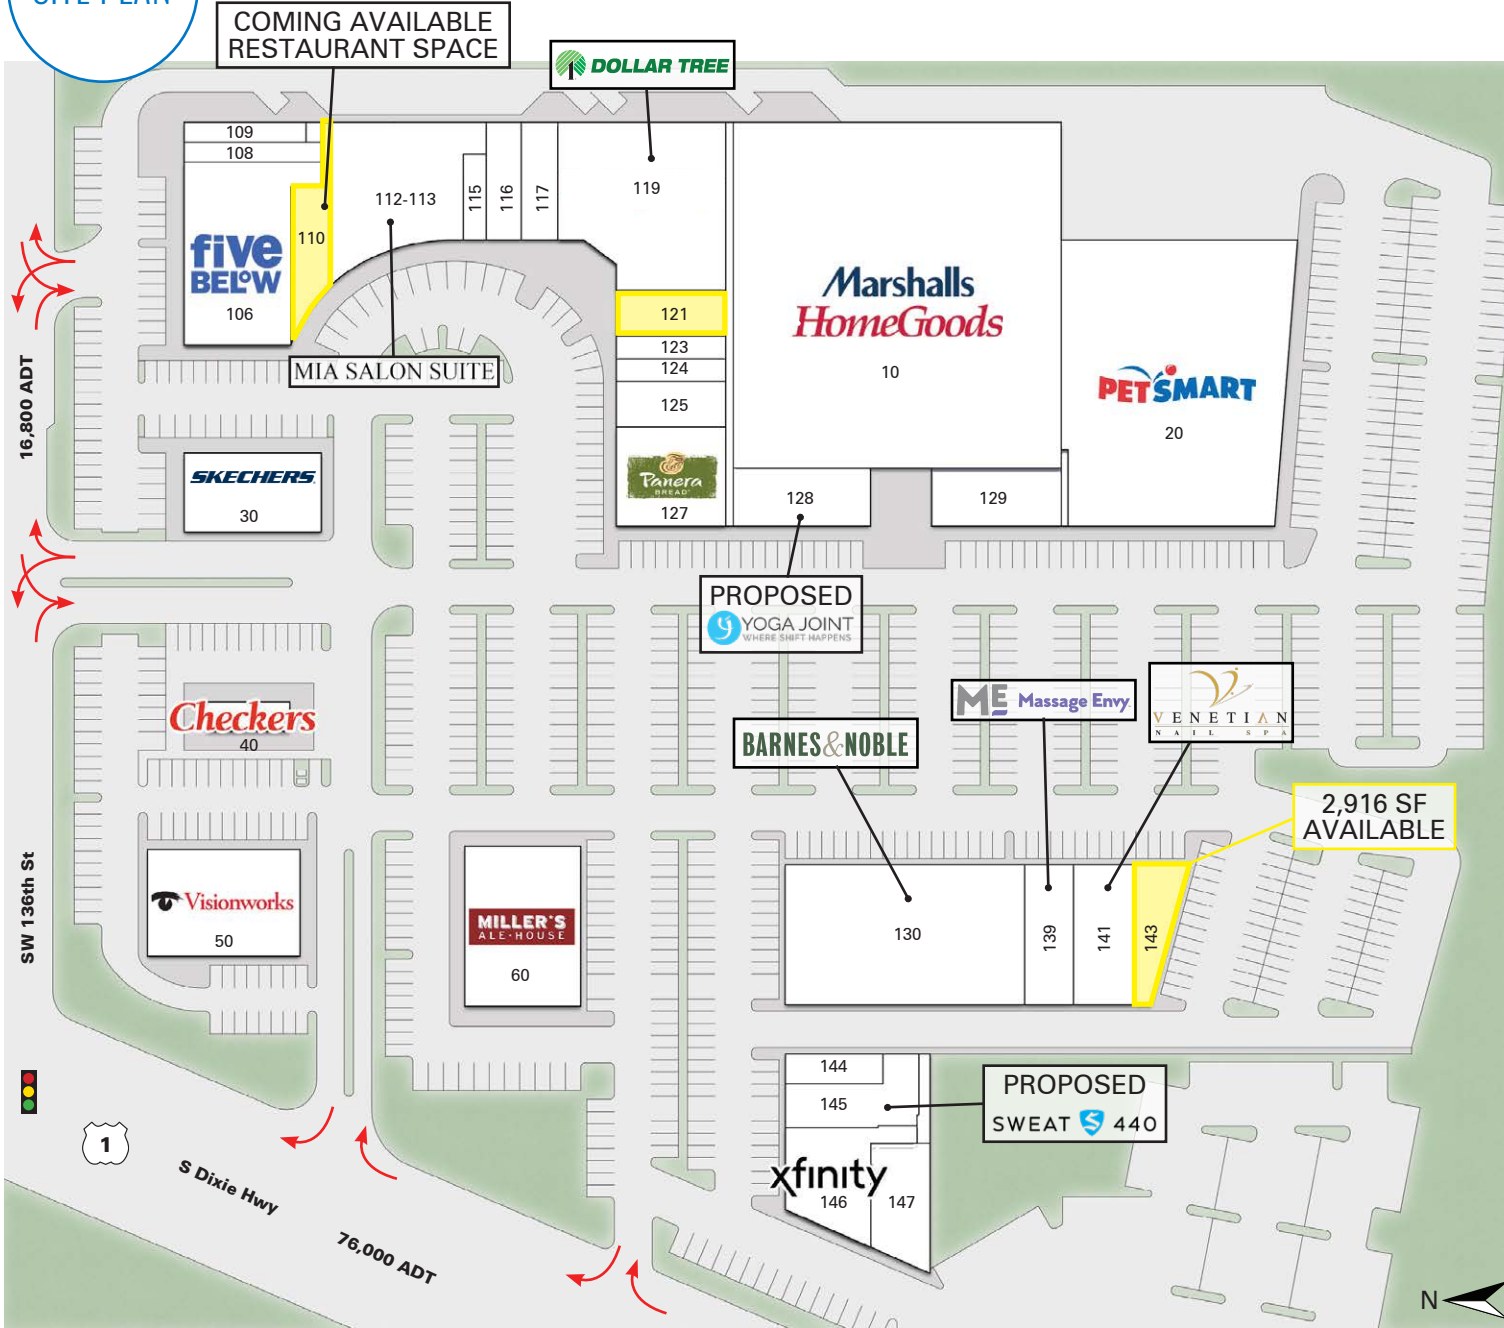 SITE PLAN
COMING AVAILABLE
RESTAURANT SPACE
DOLLAR TREE
109
108
110
112-113
115
116
117
119
five
BELOW
106
121
123
124
125
Panera
BREAD
127
Marshalls
HomeGoods
10
PETSMART
20
128
129
MIA SALON SUITE
16,800 ADT
SKECHERS
30
PROPOSED
YOGA JOINT
WHERE SHIFT HAPPENS
Checkers
40
BARNES&NOBLE
ME Massage Envy
VENETIAN
NAIL SPA
2,916 SF
AVAILABLE
SW 136th St
Visionworks
50
MILLER'S
ALE·HOUSE
60
130
139
141
143
144
145
PROPOSED
SWEAT 440
xfinity
146
147
1
S Dixie Hwy
76,000 ADT
N